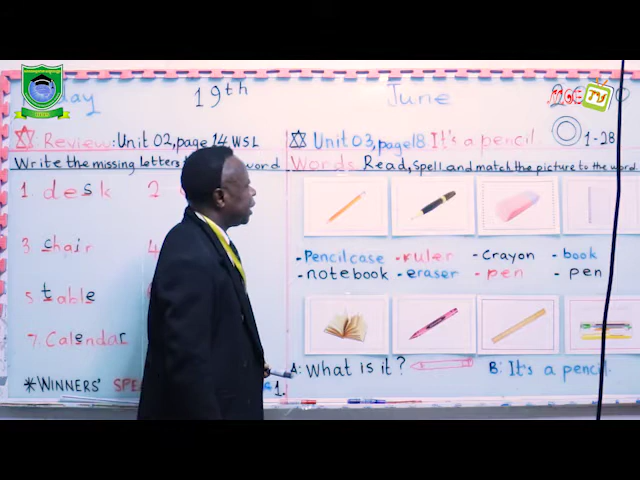 19th June
MOE TV
Review: Unit 02, page 14 WSL
Unit 03, page 18. It's a pencil 1-28
Write the missing letters word
Words Read, Spell and match the picture to the word.
1. desk 2
3 chair 4
5 table
7. Calendar
*WINNERS' SPE
1.
- Pencilcase - ruler - Crayon - book
- notebook - eraser - pen - pen
A: What is it? B: It's a pencil.